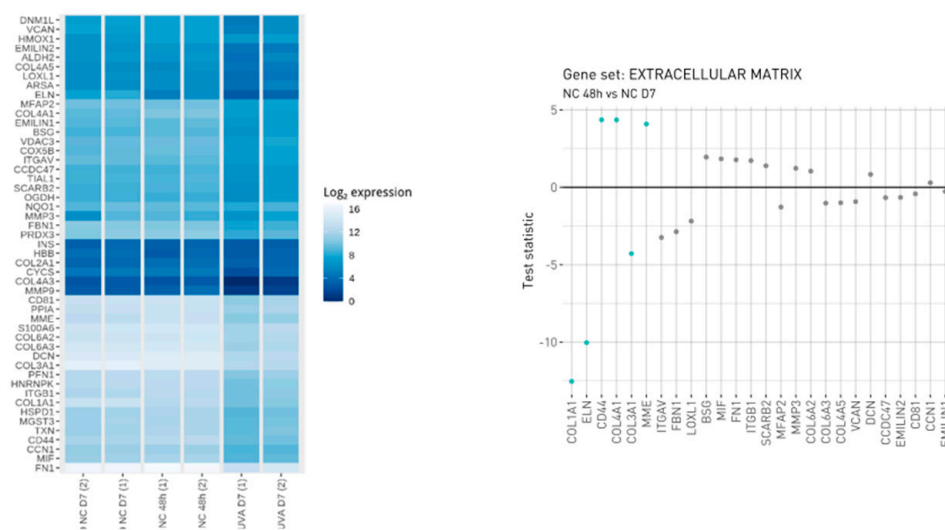 DNM1L
VCAN
HMOX1
EMILIN2
ALDH2
COL4A5
LOXL1
ARSA
ELN
MFAP2
COL4A1
EMILIN1
BSG
VDAC3
COX5B
ITGAV
CCDC47
TIAL1
SCARB2
OGDH
NQO1
MMP3
FBN1
PRDX3
INS
HBB
COL2A1
CYCS
COL4A3
MMP9
CD81
PPIA
MME
S100A6
COL6A2
COL6A3
DCN
COL3A1
PFN1
HNRNPK
ITGB1
COL1A1
HSPD1
MGST3
TXN
CD44
CCN1
MIF
FN1
NC D7 (2)
NC D7 (1)
NC 48h (1)
NC 48h (2)
UVA D7 (1)
UVA D7 (2)
Log₂ expression
16
12
8
4
0
Gene set: EXTRACELLULAR MATRIX
NC 48h vs NC D7
Test statistic
5
0
-5
-10
COL1A1
ELN
CD44
COL4A1
COL3A1
MME
ITGAV
FBN1
LOXL1
BSG
MIF
FN1
ITGB1
SCARB2
MFAP2
MMP3
COL6A2
COL6A3
COL4A5
VCAN
DCN
CCDC47
EMILIN2
CD81
CCN1
EMILIN1